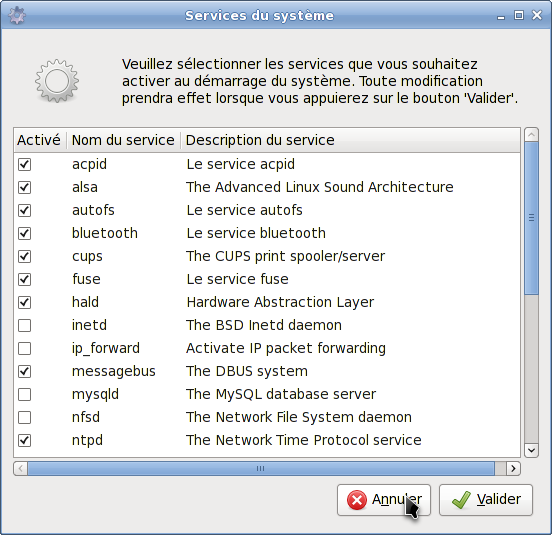 Services du système
Veuillez sélectionner les services que vous souhaitez
activer au démarrage du système. Toute modification
prendra effet lorsque vous appuierez sur le bouton 'Valider'.
Activé Nom du service Description du service
acpid Le service acpid
alsa The Advanced Linux Sound Architecture
autofs Le service autofs
bluetooth Le service bluetooth
cups The CUPS print spooler/server
fuse Le service fuse
hald Hardware Abstraction Layer
inetd The BSD Inetd daemon
ip_forward Activate IP packet forwarding
messagebus The DBUS system
mysqld The MySQL database server
nfsd The Network File System daemon
ntpd The Network Time Protocol service
Annuler Valider